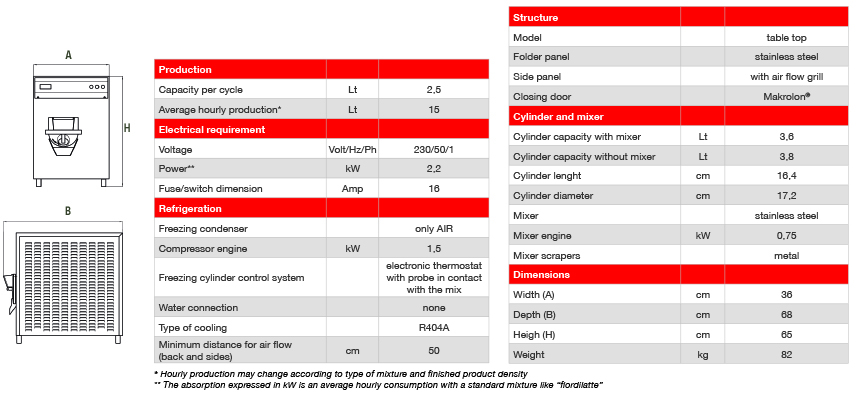 A
H
B
Production
Capacity per cycle Lt 2,5
Average hourly production* Lt 15
Electrical requirement
Voltage Volt/Hz/Ph 230/50/1
Power** kW 2,2
Fuse/switch dimension Amp 16
Refrigeration
Freezing condenser only AIR
Compressor engine kW 1,5
Freezing cylinder control system electronic thermostat
with probe in contact
with the mix
Water connection none
Type of cooling R404A
Minimum distance for air flow
(back and sides) cm 50
Structure
Model table top
Folder panel stainless steel
Side panel with air flow grill
Closing door Makrolon®
Cylinder and mixer
Cylinder capacity with mixer Lt 3,6
Cylinder capacity without mixer Lt 3,8
Cylinder lenght cm 16,4
Cylinder diameter cm 17,2
Mixer stainless steel
Mixer engine kW 0,75
Mixer scrapers metal
Dimensions
Width (A) cm 36
Depth (B) cm 68
Heigh (H) cm 65
Weight kg 82
* Hourly production may change according to type of mixture and finished product density
** The absorption expressed in kW is an average hourly consumption with a standard mixture like “fiordilatte”